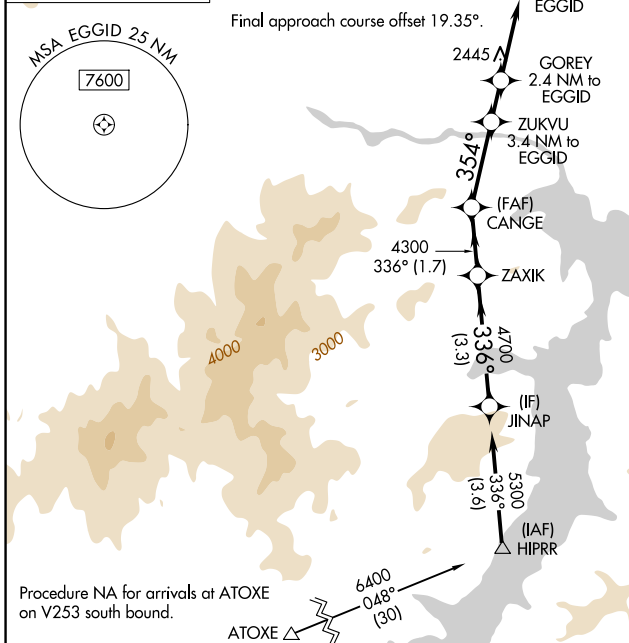 Final approach course offset 19.35°.
EGGID
MSA EGGID 25 NM
7600
2445
GOREY
2.4 NM to
EGGID
ZUKVU
3.4 NM to
EGGID
354°
(FAF)
CANGE
4300
336° (1.7)
ZAXIK
4700
336°
(3.3)
4000
3000
(IF)
JINAP
5300
336°
(3.6)
(IAF)
HIPRR
6400
048°
(30)
Procedure NA for arrivals at ATOXE
on V253 south bound.
ATOXE